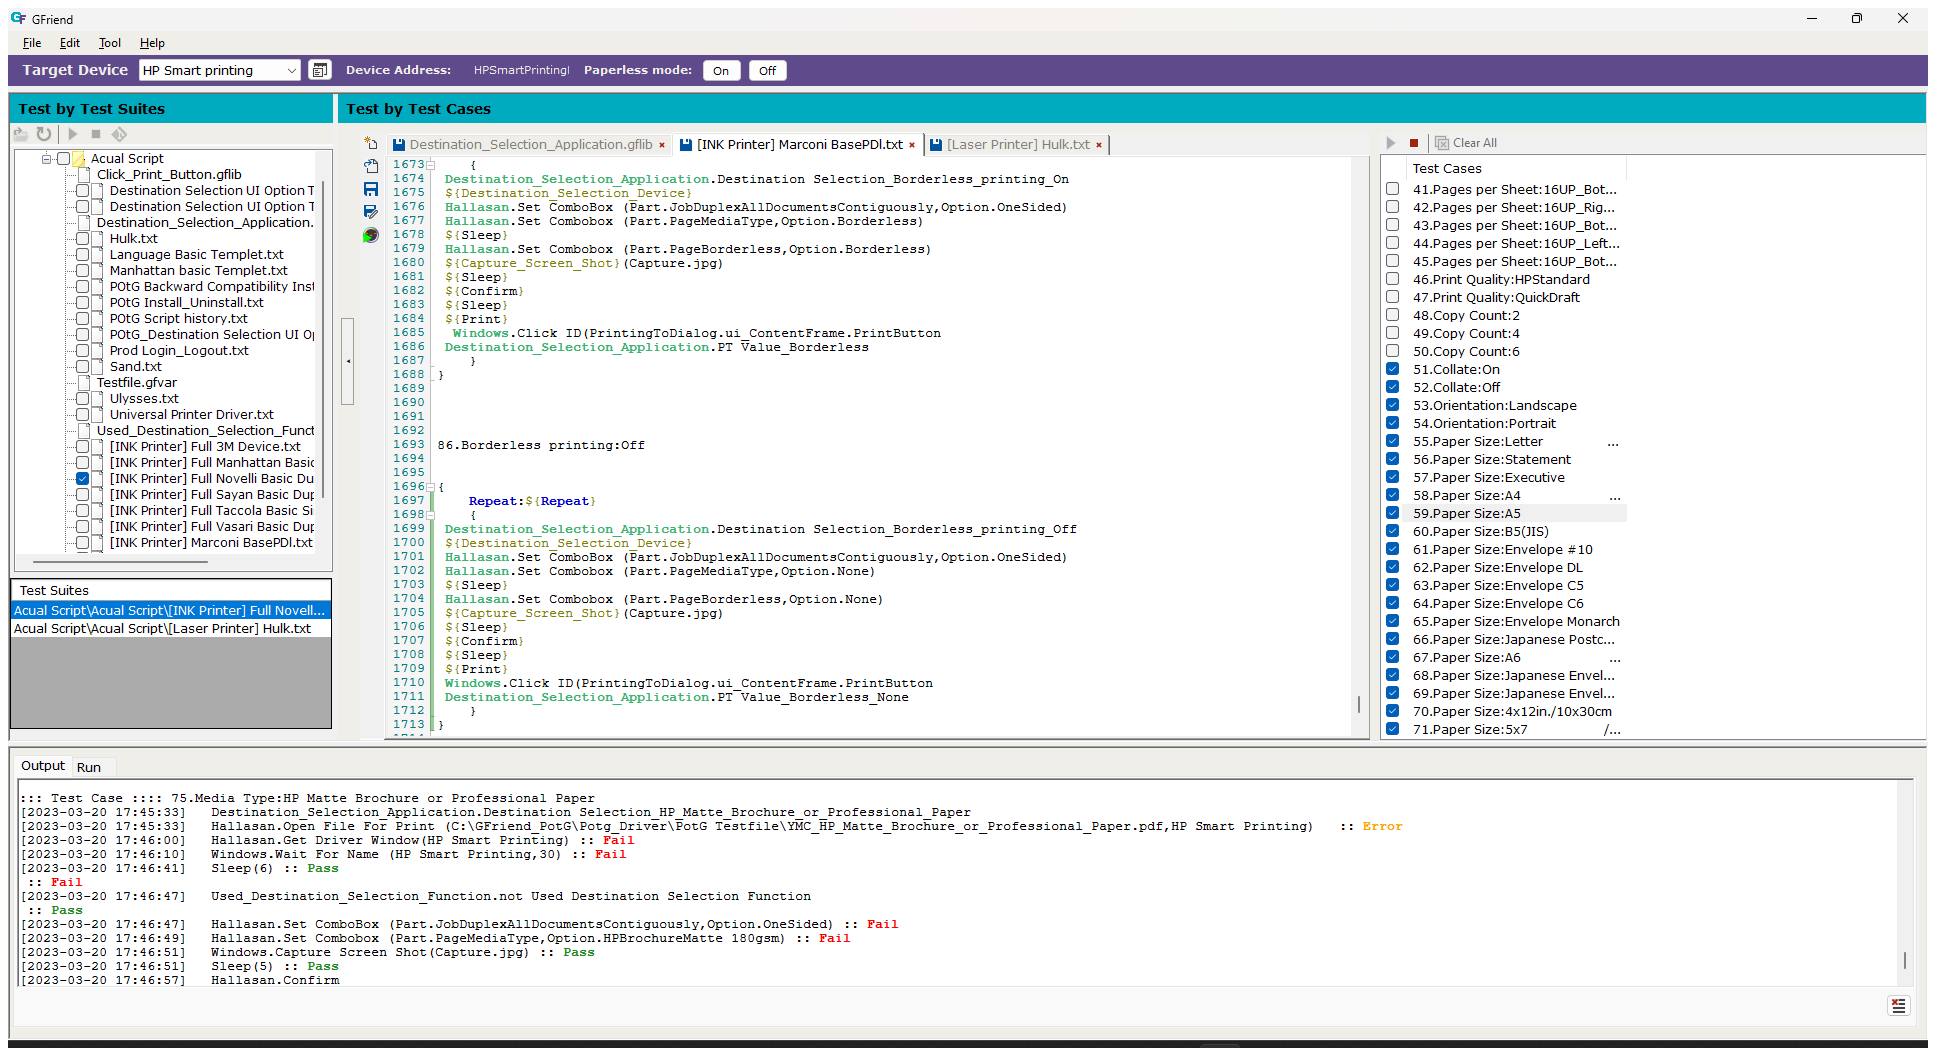 GFriend
File Edit Tool Help
Target Device HP Smart printing Device Address: HPSmartPrinting Paperless mode: On Off
Test by Test Suites
Acual Script
Click_Print_Button.gflib
Destination Selection UI Option T
Destination Selection UI Option T
Destination_Selection_Application.
Hulk.txt
Language Basic Templet.txt
Manhattan basic Templet.txt
POtG Backward Compatibility Inst
POtG Install_Uninstall.txt
POtG Script history.txt
POtG_Destination Selection UI Op
Prod Login_Logout.txt
Sand.txt
Testfile.gfvar
Ulysses.txt
Universal Printer Driver.txt
Used_Destination_Selection_Funct
[INK Printer] Full 3M Device.txt
[INK Printer] Full Manhattan Basic
[INK Printer] Full Novelli Basic Du
[INK Printer] Full Sayan Basic Dup
[INK Printer] Full Taccola Basic Si
[INK Printer] Full Vasari Basic Dup
[INK Printer] Marconi BasePDl.txt
Test Suites
Acual Script\Acual Script\[INK Printer] Full Novell...
Acual Script\Acual Script\[Laser Printer] Hulk.txt
Test by Test Cases
Destination_Selection_Application.gflib × [INK Printer] Marconi BasePDl.txt × [Laser Printer] Hulk.txt ×
1673 {
1674 Destination_Selection_Application.Destination Selection_Borderless_printing_On
1675 ${Destination_Selection_Device}
1676 Hallasan.Set ComboBox (Part.JobDuplexAllDocumentsContiguously,Option.OneSided)
1677 Hallasan.Set Combobox (Part.PageMediaType,Option.Borderless)
1678 ${Sleep}
1679 Hallasan.Set Combobox (Part.PageBorderless,Option.Borderless)
1680 ${Capture_Screen_Shot}(Capture.jpg)
1681 ${Sleep}
1682 ${Confirm}
1683 ${Sleep}
1684 ${Print}
1685 Windows.Click ID(PrintingToDialog.ui_ContentFrame.PrintButton
1686 Destination_Selection_Application.PT Value_Borderless
1687 }
1688 }
1689
1690
1691
1692
1693 86.Borderless printing:Off
1694
1695
1696 {
1697 Repeat:${Repeat}
1698 {
1699 Destination_Selection_Application.Destination Selection_Borderless_printing_Off
1700 ${Destination_Selection_Device}
1701 Hallasan.Set ComboBox (Part.JobDuplexAllDocumentsContiguously,Option.OneSided)
1702 Hallasan.Set Combobox (Part.PageMediaType,Option.None)
1703 ${Sleep}
1704 Hallasan.Set Combobox (Part.PageBorderless,Option.None)
1705 ${Capture_Screen_Shot}(Capture.jpg)
1706 ${Sleep}
1707 ${Confirm}
1708 ${Sleep}
1709 ${Print}
1710 Windows.Click ID(PrintingToDialog.ui_ContentFrame.PrintButton
1711 Destination_Selection_Application.PT Value_Borderless_None
1712 }
1713 }
Clear All
Test Cases
41.Pages per Sheet:16UP_Bot...
42.Pages per Sheet:16UP_Rig...
43.Pages per Sheet:16UP_Bot...
44.Pages per Sheet:16UP_Left...
45.Pages per Sheet:16UP_Bot...
46.Print Quality:HPStandard
47.Print Quality:QuickDraft
48.Copy Count:2
49.Copy Count:4
50.Copy Count:6
51.Collate:On
52.Collate:Off
53.Orientation:Landscape
54.Orientation:Portrait
55.Paper Size:Letter ...
56.Paper Size:Statement
57.Paper Size:Executive
58.Paper Size:A4 ...
59.Paper Size:A5
60.Paper Size:B5(JIS)
61.Paper Size:Envelope #10
62.Paper Size:Envelope DL
63.Paper Size:Envelope C5
64.Paper Size:Envelope C6
65.Paper Size:Envelope Monarch
66.Paper Size:Japanese Postc...
67.Paper Size:A6 ...
68.Paper Size:Japanese Envel...
69.Paper Size:Japanese Envel...
70.Paper Size:4x12in./10x30cm
71.Paper Size:5x7 /...
Output Run
::: Test Case :::: 75.Media Type:HP Matte Brochure or Professional Paper
[2023-03-20 17:45:33] Destination_Selection_Application.Destination Selection_HP_Matte_Brochure_or_Professional_Paper
[2023-03-20 17:45:33] Hallasan.Open File For Print (C:\GFriend_PotG\Potg_Driver\PotG Testfile\YMC_HP_Matte_Brochure_or_Professional_Paper.pdf,HP Smart Printing) :: Error
[2023-03-20 17:46:00] Hallasan.Get Driver Window(HP Smart Printing) :: Fail
[2023-03-20 17:46:10] Windows.Wait For Name (HP Smart Printing,30) :: Fail
[2023-03-20 17:46:41] Sleep(6) :: Pass
:: Fail
[2023-03-20 17:46:47] Used_Destination_Selection_Function.not Used Destination Selection Function
:: Pass
[2023-03-20 17:46:47] Hallasan.Set ComboBox (Part.JobDuplexAllDocumentsContiguously,Option.OneSided) :: Fail
[2023-03-20 17:46:49] Hallasan.Set Combobox (Part.PageMediaType,Option.HPBrochureMatte 180gsm) :: Fail
[2023-03-20 17:46:51] Windows.Capture Screen Shot(Capture.jpg) :: Pass
[2023-03-20 17:46:51] Sleep(5) :: Pass
[2023-03-20 17:46:57] Hallasan.Confirm